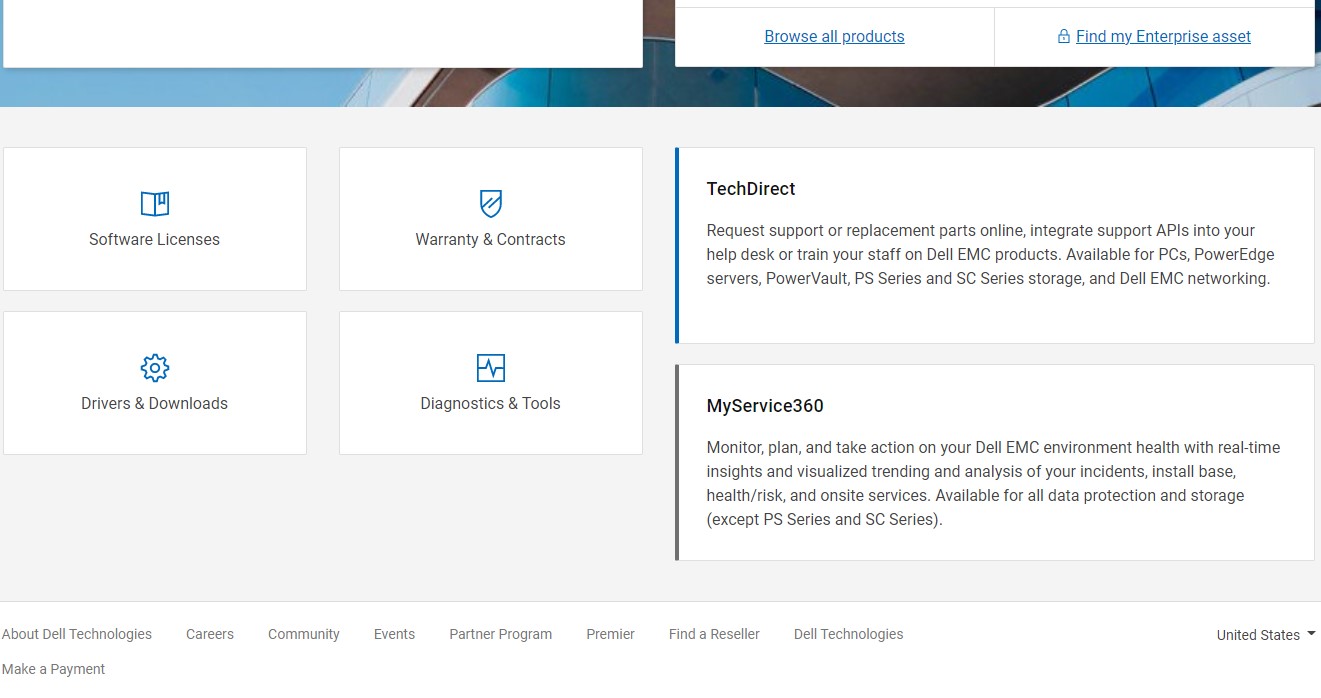 Browse all products
Find my Enterprise asset
Software Licenses
Warranty & Contracts
Drivers & Downloads
Diagnostics & Tools
TechDirect
Request support or replacement parts online, integrate support APIs into your
help desk or train your staff on Dell EMC products. Available for PCs, PowerEdge
servers, PowerVault, PS Series and SC Series storage, and Dell EMC networking.
MyService360
Monitor, plan, and take action on your Dell EMC environment health with real-time
insights and visualized trending and analysis of your incidents, install base,
health/risk, and onsite services. Available for all data protection and storage
(except PS Series and SC Series).
About Dell Technologies
Careers
Community
Events
Partner Program
Premier
Find a Reseller
Dell Technologies
United States
Make a Payment